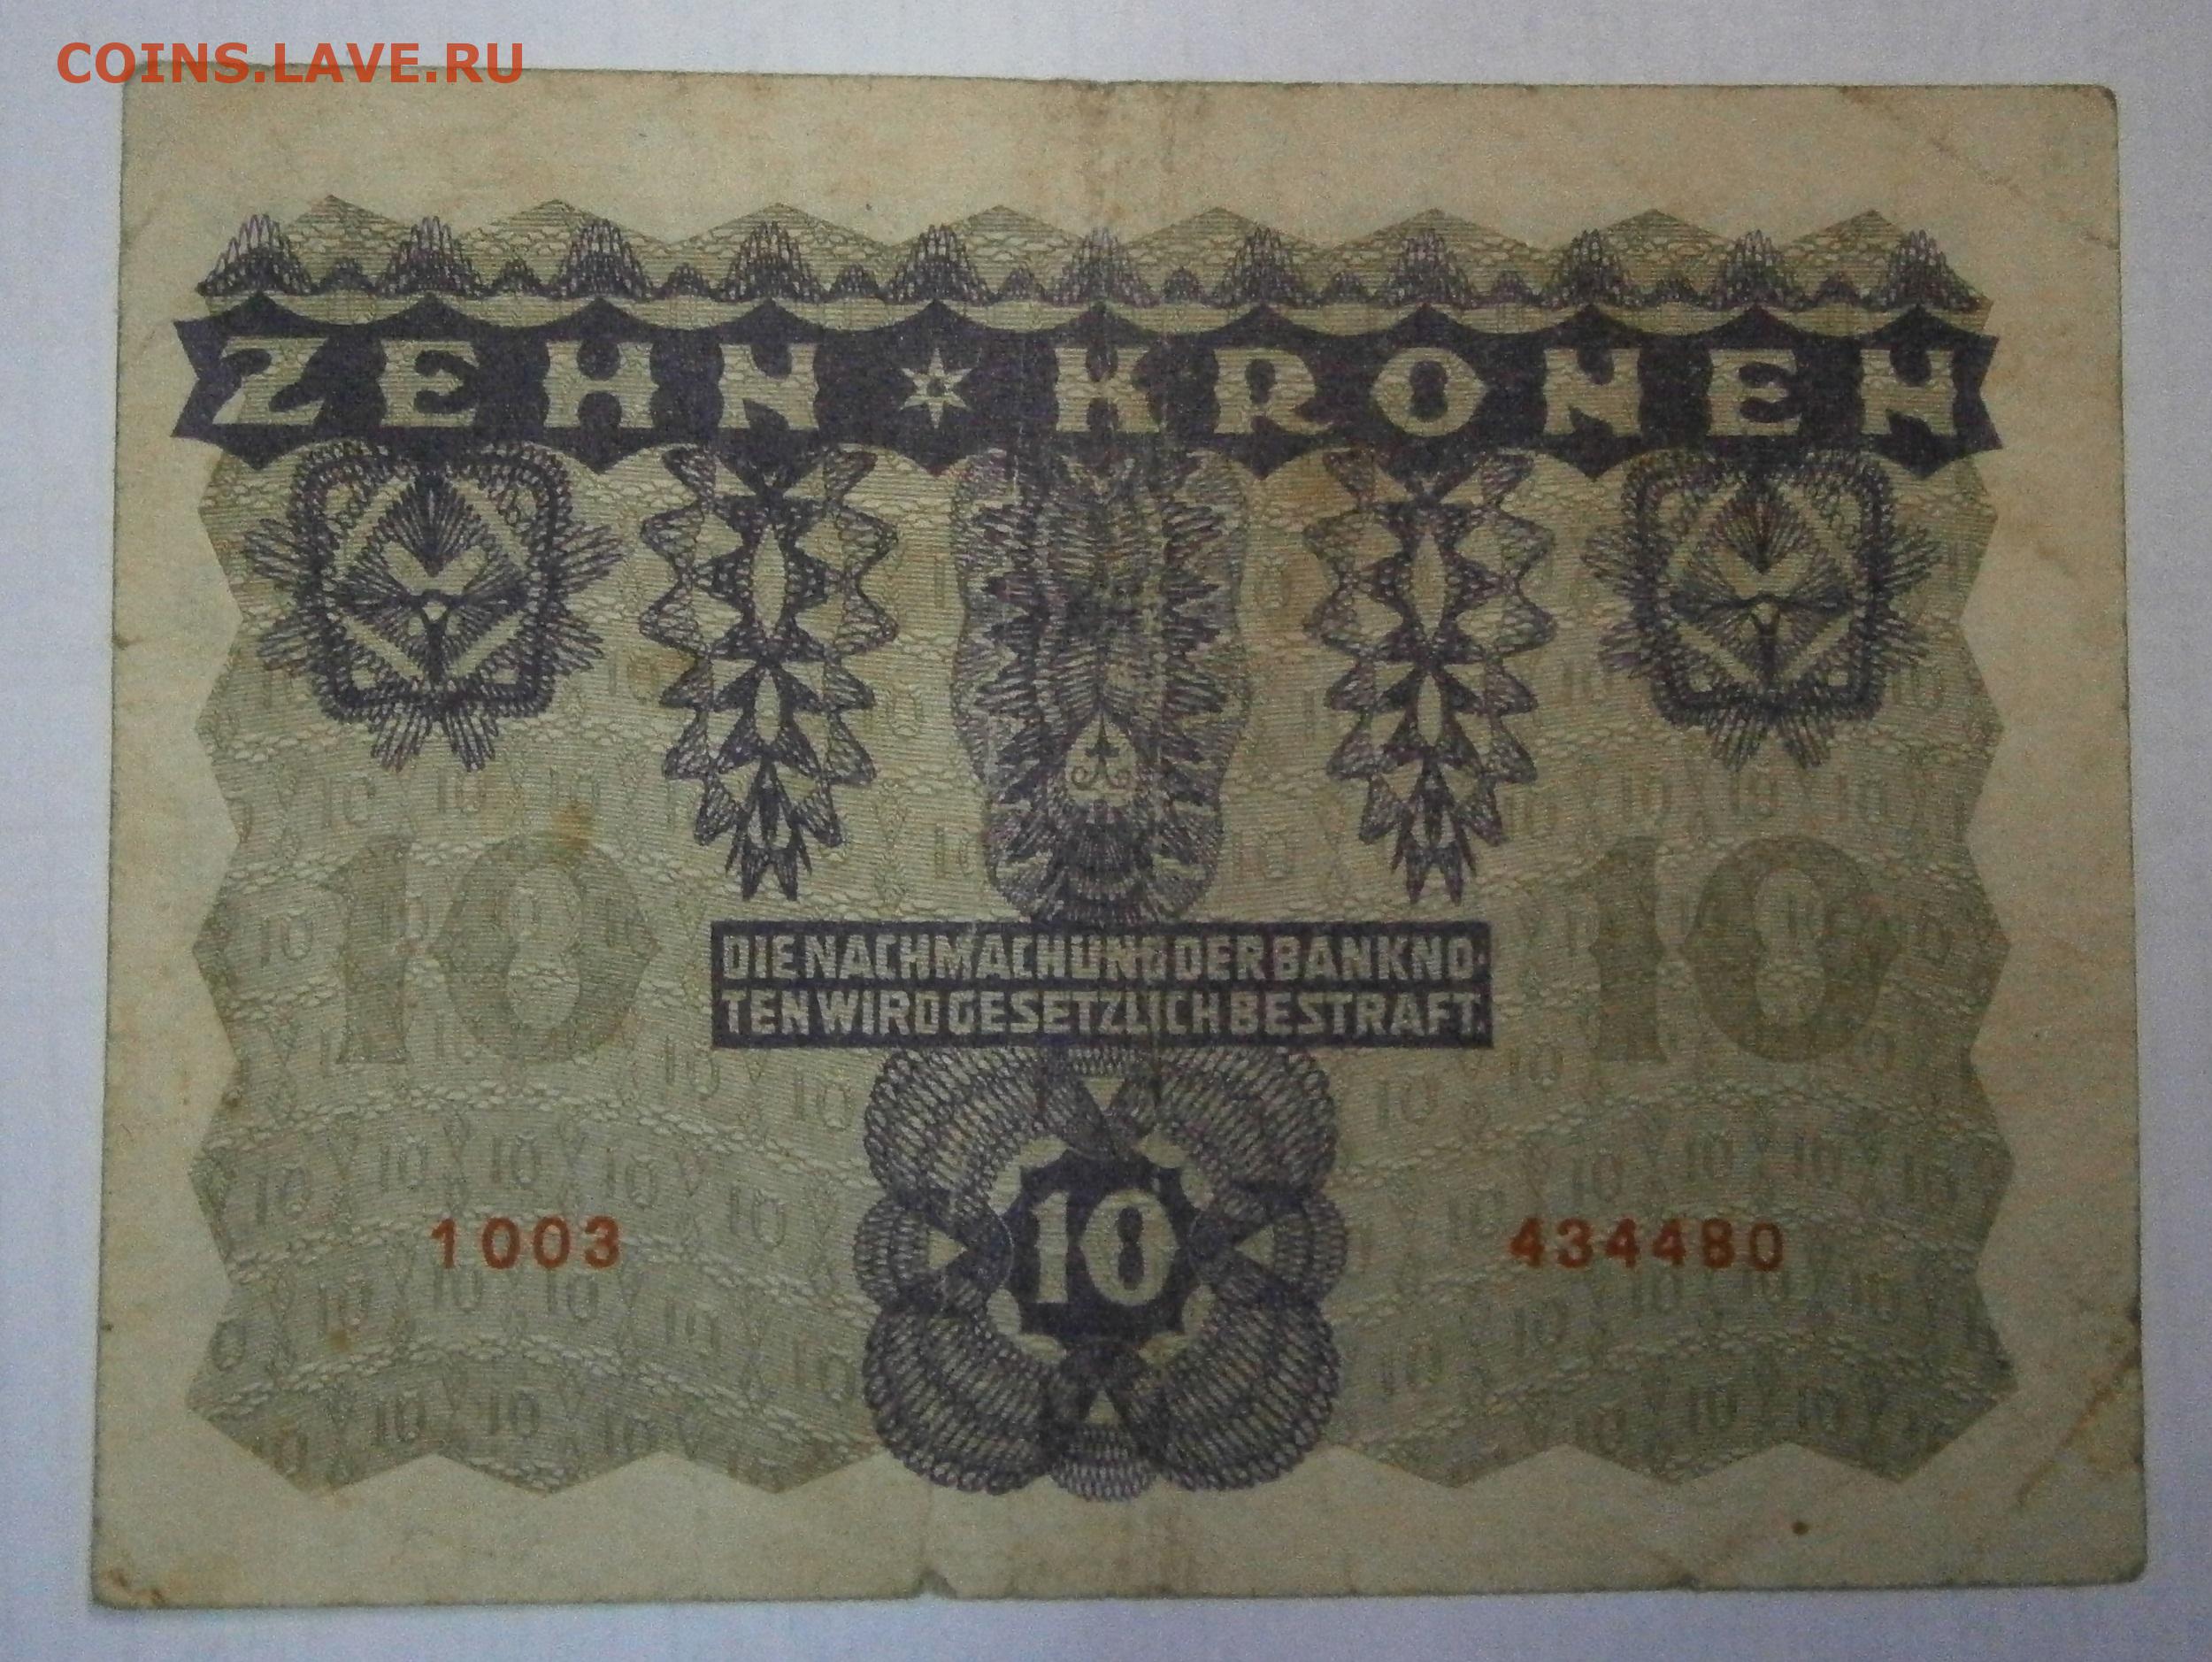 COINS.LAVE.RU
ZEHN KRONEN
10 10
DIE NACHMACHUNG DER BANKNO-
TEN WIRD GESETZLICH BESTRAFT.
10
1003 434480